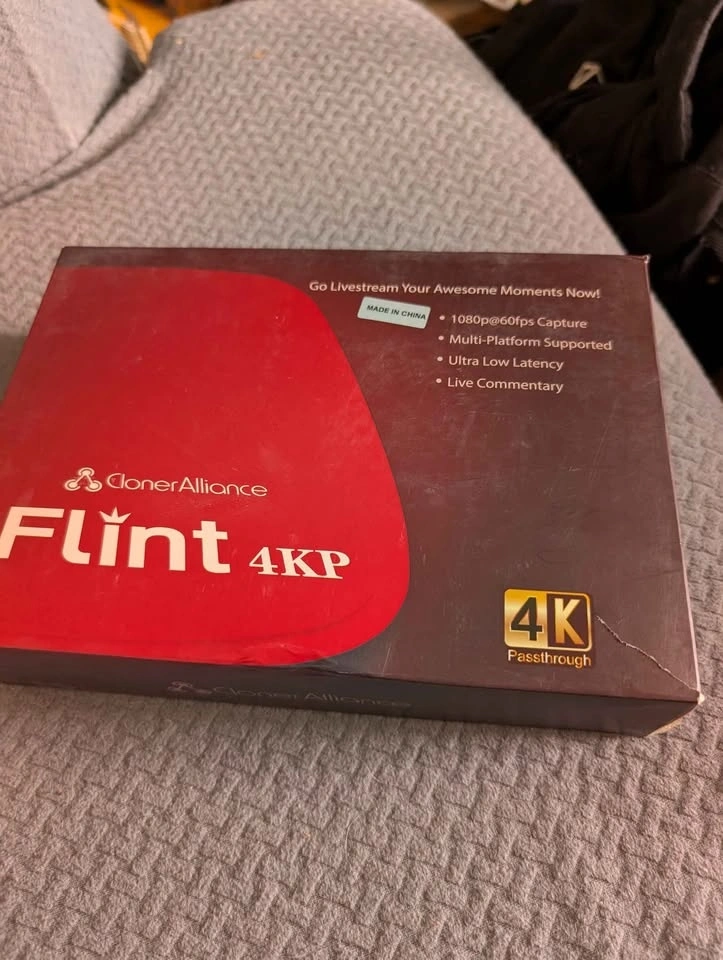 Go Livestream Your Awesome Moments Now!
MADE IN CHINA
• 1080p@60fps Capture
• Multi-Platform Supported
• Ultra Low Latency
• Live Commentary
ClonerAlliance
Flint 4KP
4K
Passthrough
ClonerAlliance